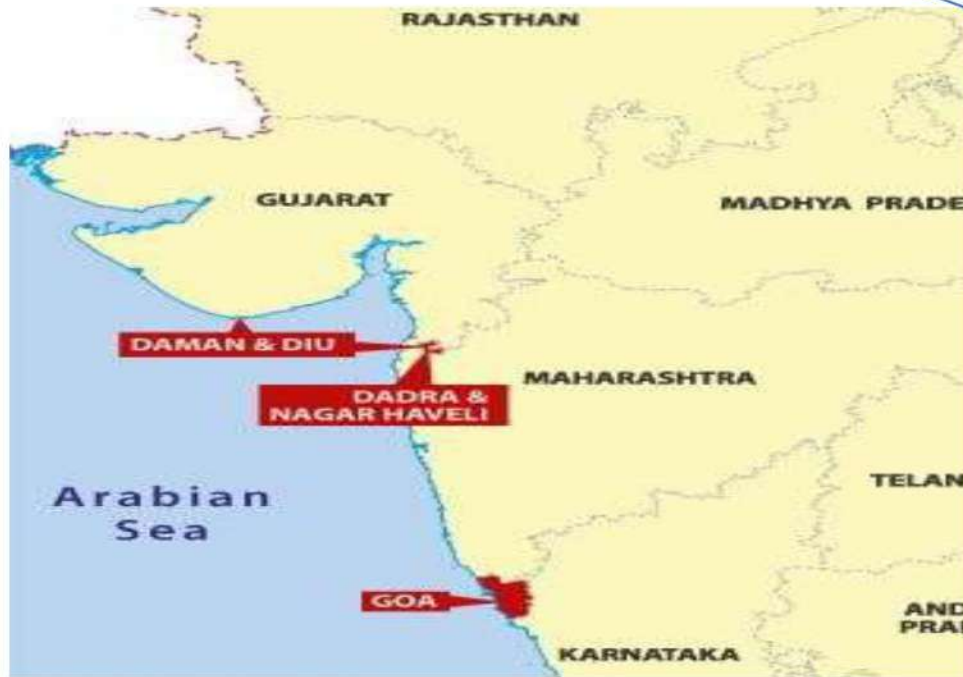 RAJASTHAN
GUJARAT
MADHYA PRADE
DAMAN & DIU
DADRA &
NAGAR HAVELI
MAHARASHTRA
Arabian
Sea
TELAN
GOA
AND
PRA
KARNATAKA